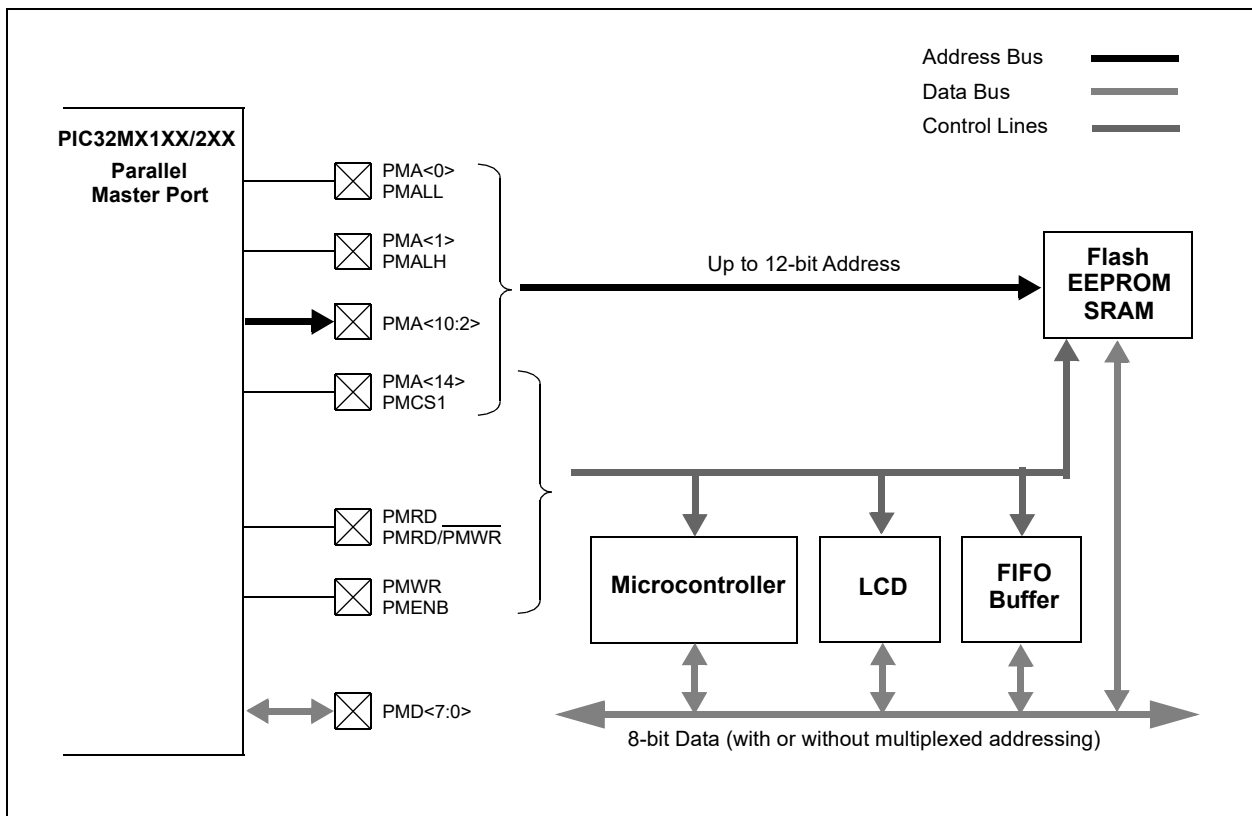 Address Bus
Data Bus
Control Lines
PIC32MX1XX/2XX
Parallel
Master Port
PMA<0>
PMALL
PMA<1>
PMALH
PMA<10:2>
PMA<14>
PMCS1
PMRD
PMRD/PMWR
PMWR
PMENB
PMD<7:0>
Up to 12-bit Address
Flash
EEPROM
SRAM
Microcontroller
LCD
FIFO
Buffer
8-bit Data (with or without multiplexed addressing)